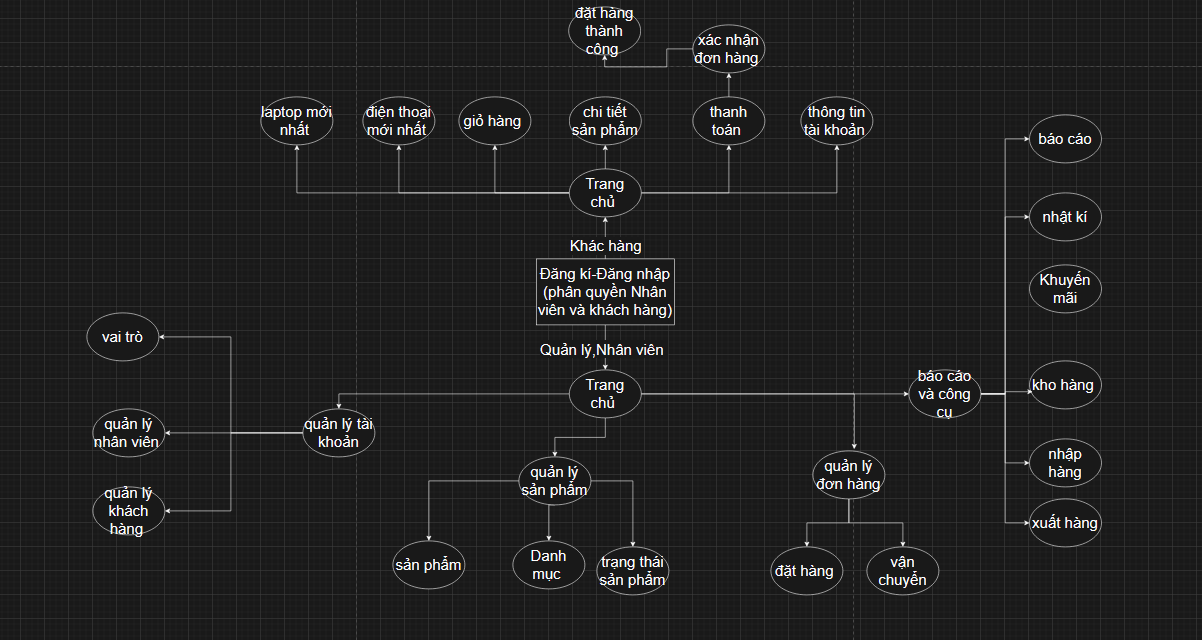 đặt hàng
thành
công
xác nhận
đơn hàng
laptop mới
nhất
điện thoại
mới nhất
giỏ hàng
chi tiết
sản phẩm
thanh
toán
thông tin
tài khoản
báo cáo
Trang
chủ
nhật kí
Khác hàng
Đăng kí-Đăng nhập
(phân quyền Nhân
viên và khách hàng)
Khuyến
mãi
vai trò
Quản lý,Nhân viên
Trang
chủ
báo cáo
và công
cụ
kho hàng
quản lý
nhân viên
quản lý tài
khoản
quản lý
sản phẩm
quản lý
đơn hàng
nhập
hàng
quản lý
khách
hàng
xuất hàng
sản phẩm
Danh
mục
trạng thái
sản phẩm
đặt hàng
vận
chuyển